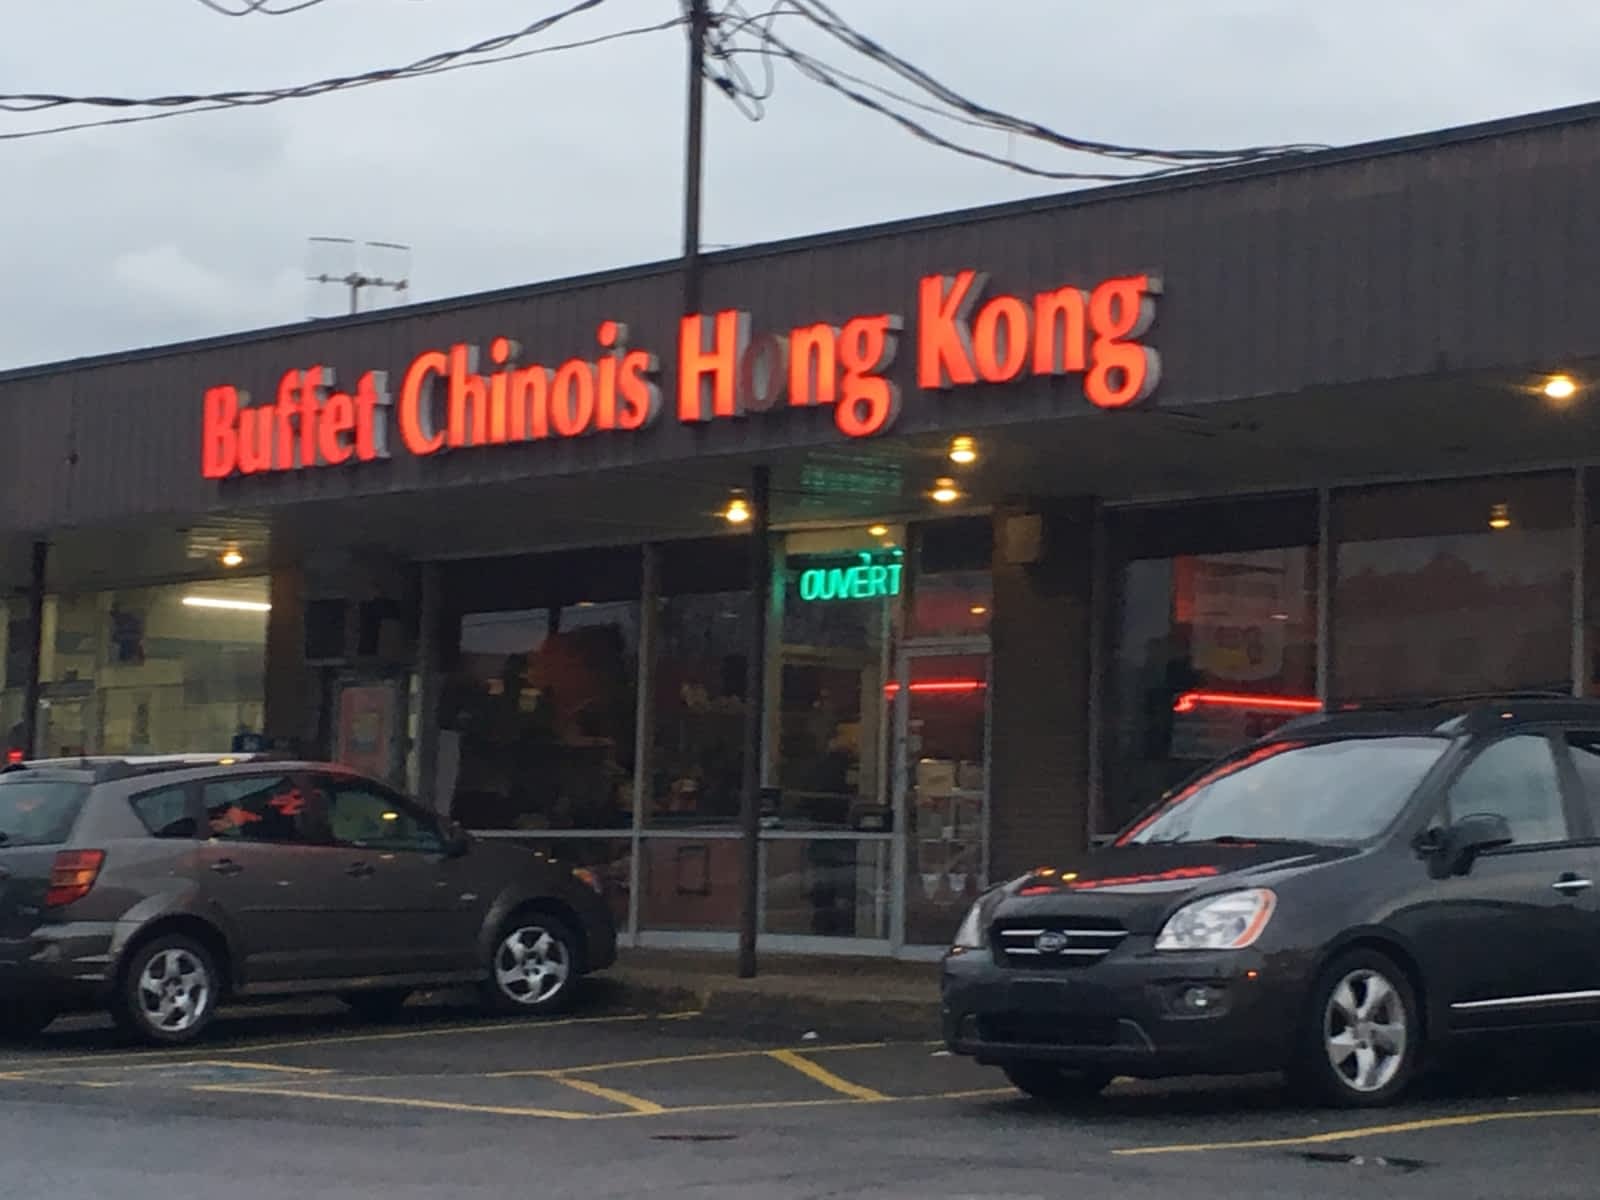 Buffet Chinois Hong Kong
OUVERT